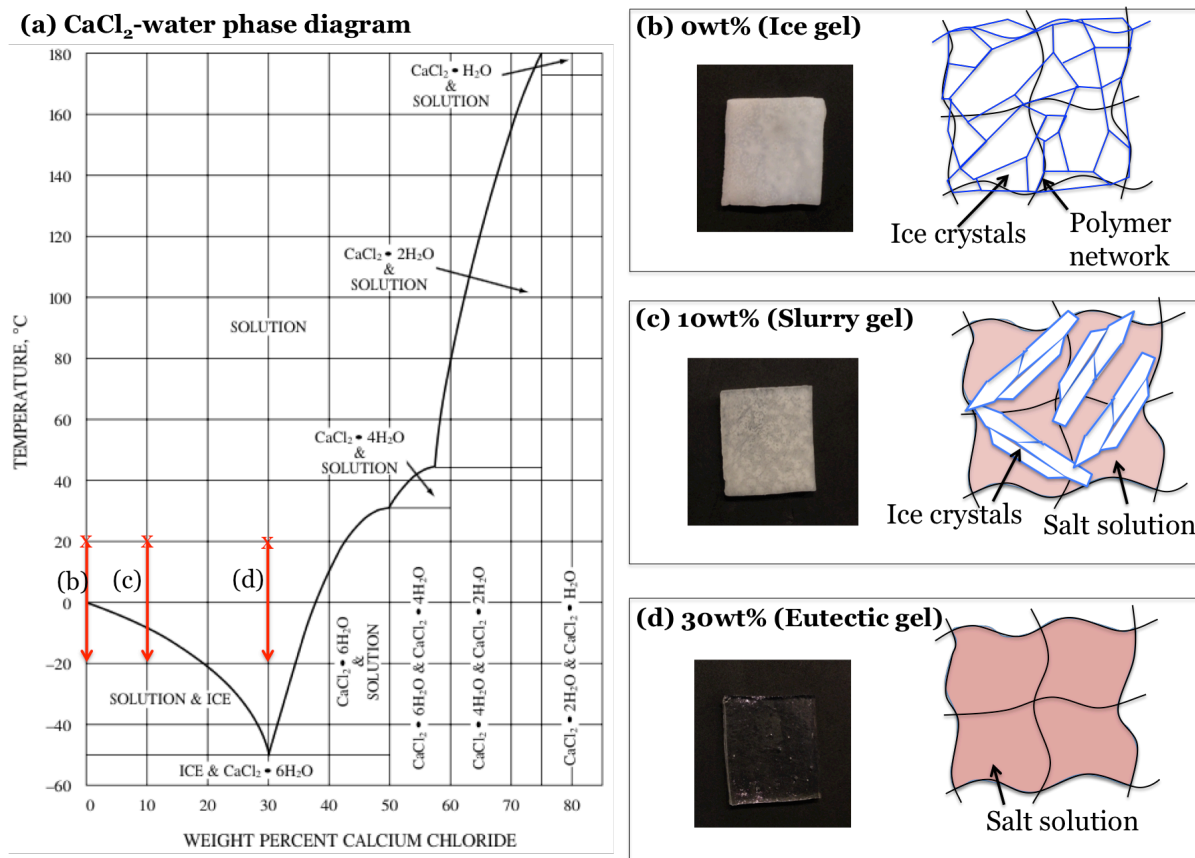 (a) CaCl₂-water phase diagram
180
160
140
120
100
80
60
40
20
0
−20
−40
−60
TEMPERATURE, °C
CaCl₂ • H₂O
&
SOLUTION
CaCl₂ • 2H₂O
&
SOLUTION
SOLUTION
CaCl₂ • 4H₂O
&
SOLUTION
x
x
x
(b)
(c)
(d)
SOLUTION & ICE
ICE & CaCl₂ • 6H₂O
CaCl₂ • 6H₂O
&
SOLUTION
CaCl₂ • 6H₂O & CaCl₂ • 4H₂O
CaCl₂ • 4H₂O & CaCl₂ • 2H₂O
CaCl₂ • 2H₂O & CaCl₂ • H₂O
0 10 20 30 40 50 60 70 80
WEIGHT PERCENT CALCIUM CHLORIDE
(b) 0wt% (Ice gel)
Ice crystals
Polymer
network
(c) 10wt% (Slurry gel)
Ice crystals
Salt solution
(d) 30wt% (Eutectic gel)
Salt solution